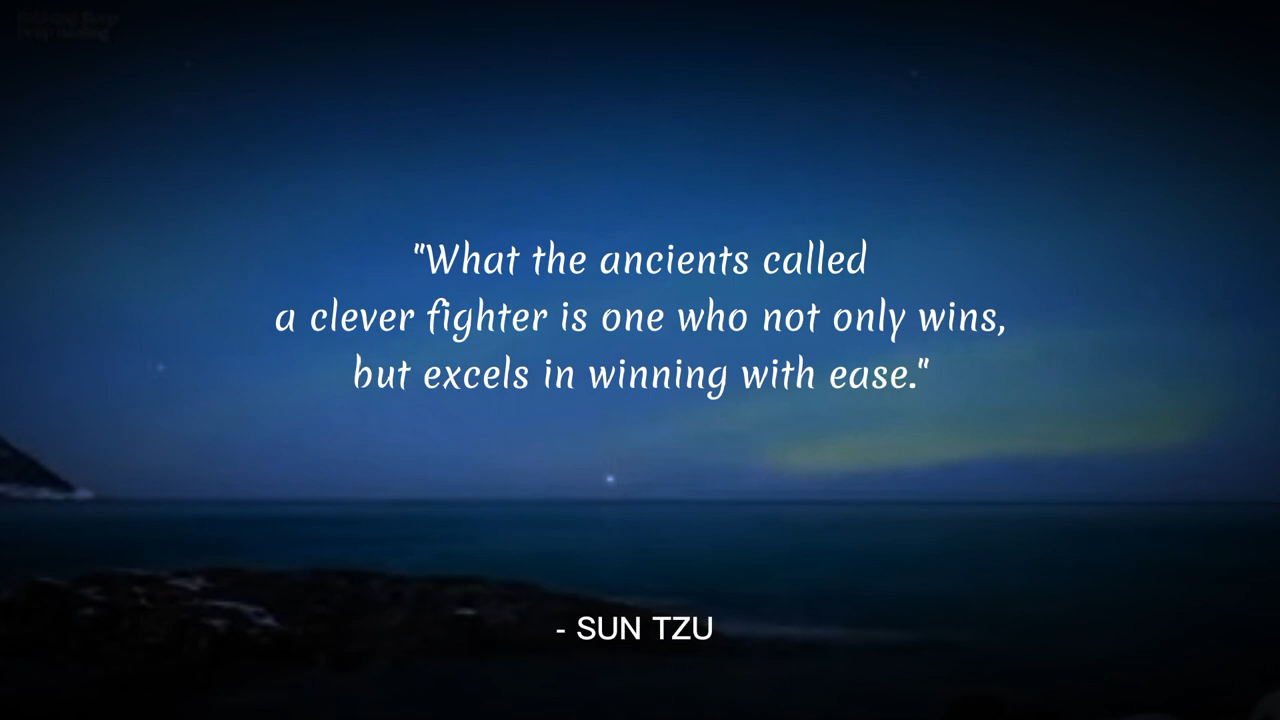 "What the ancients called
a clever fighter is one who not only wins,
but excels in winning with ease."
- SUN TZU